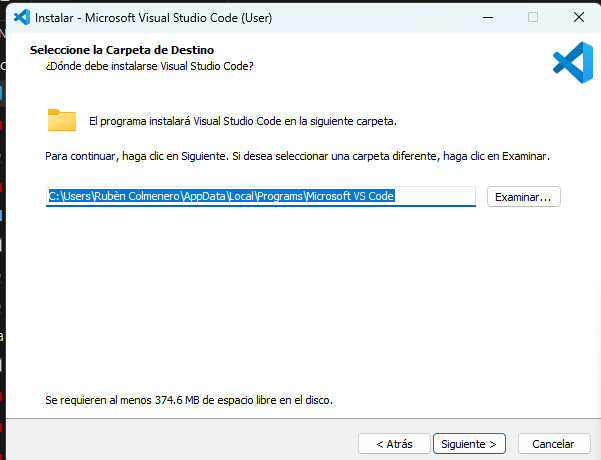 Instalar - Microsoft Visual Studio Code (User)
Seleccione la Carpeta de Destino
¿Dónde debe instalarse Visual Studio Code?
El programa instalará Visual Studio Code en la siguiente carpeta.
Para continuar, haga clic en Siguiente. Si desea seleccionar una carpeta diferente, haga clic en Examinar.
C:\Users\Rubèn Colmenero\AppData\Local\Programs\Microsoft VS Code
Examinar...
Se requieren al menos 374.6 MB de espacio libre en el disco.
< Atrás
Siguiente >
Cancelar